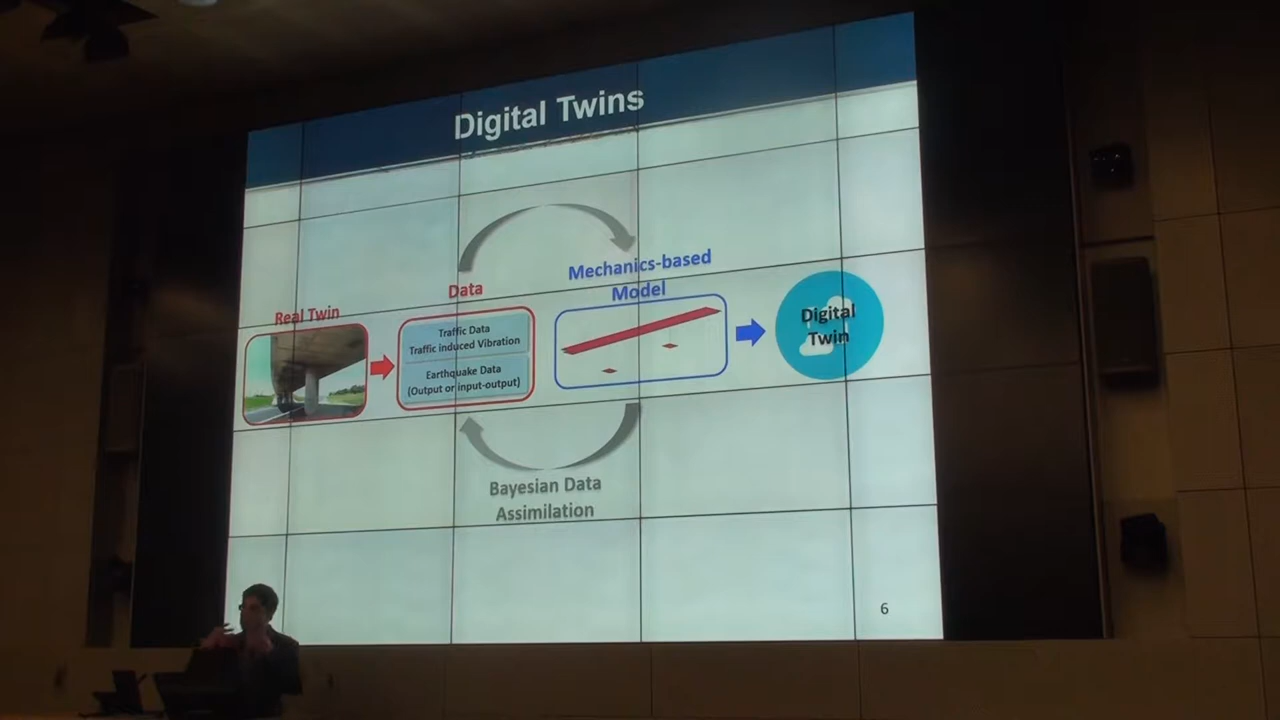 Digital Twins
Real Twin
Data
Traffic Data
Traffic induced Vibration
Earthquake Data
(Output or input-output)
Mechanics-based
Model
Digital
Twin
Bayesian Data
Assimilation
6